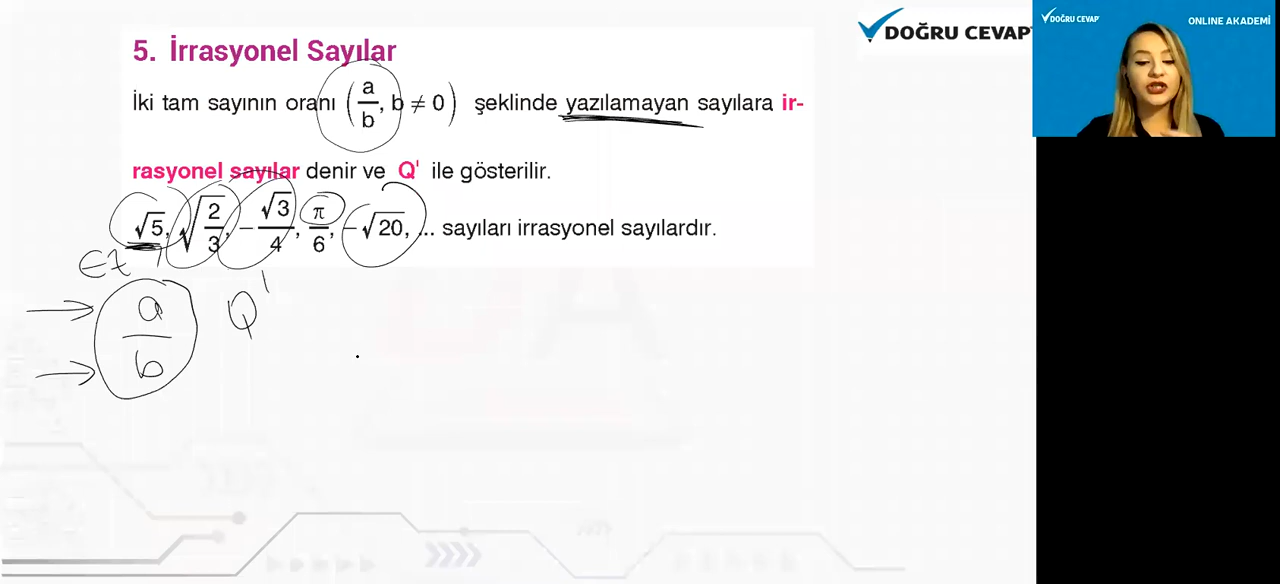 5. İrrasyonel Sayılar
İki tam sayının oranı (a/b, b ≠ 0) şeklinde yazılamayan sayılara ir-
rasyonel sayılar denir ve Q' ile gösterilir.
√5, √(2/3), -√3/4, π/6, -√20, ... sayıları irrasyonel sayılardır.
a/b Q'
DOĞRU CEVAP
DOĞRU CEVAP
ONLINE AKADEMİ